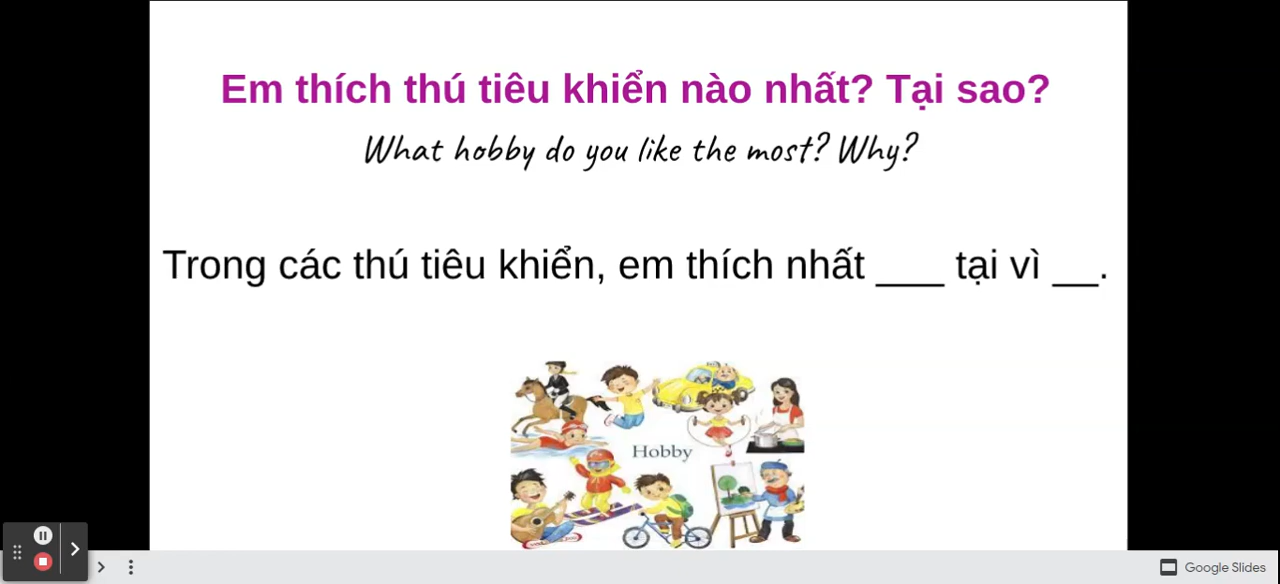 Em thích thú tiêu khiển nào nhất? Tại sao?
What hobby do you like the most? Why?
Trong các thú tiêu khiển, em thích nhất ___ tại vì __.
Hobby
Google Slides